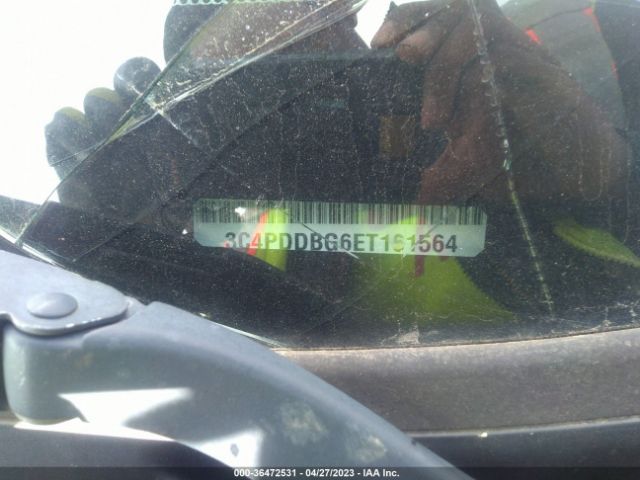 3C4PDDBG6ET151564
000-36472531 - 04/27/2023 - IAA Inc.